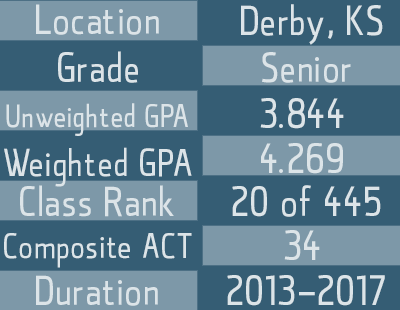 Location Derby, KS
Grade Senior
Unweighted GPA 3.844
Weighted GPA 4.269
Class Rank 20 of 445
Composite ACT 34
Duration 2013–2017